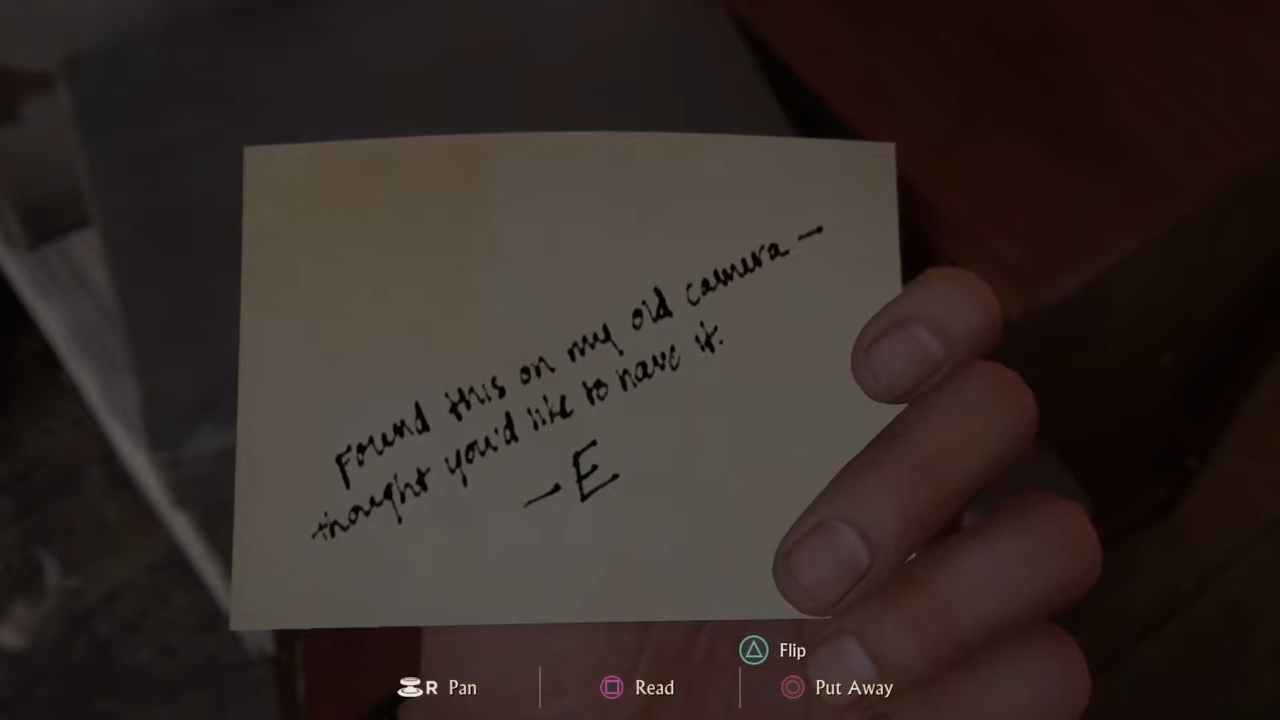 Found this on my old camera —
thought you'd like to have it.
—E
Flip
R Pan
Read
Put Away